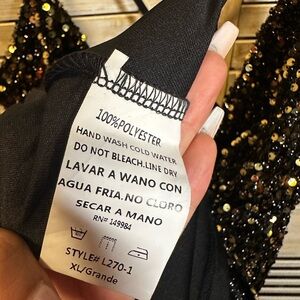 100%POLYESTER
HAND WASH COLD WATER
DO NOT BLEACH.LINE DRY
LAVAR A WANO CON
AGUA FRIA.NO CLORO
SECAR A MANO
RN# 149984
STYLE# L270-1
XL/Grande